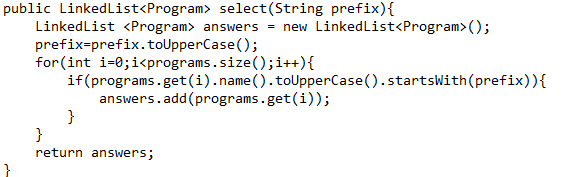 public LinkedList<Program> select(String prefix){
    LinkedList <Program> answers = new LinkedList<Program>();
    prefix=prefix.toUpperCase();
    for(int i=0;i<programs.size();i++){
        if(programs.get(i).name().toUpperCase().startsWith(prefix)){
            answers.add(programs.get(i));
        }
    }
    return answers;
}